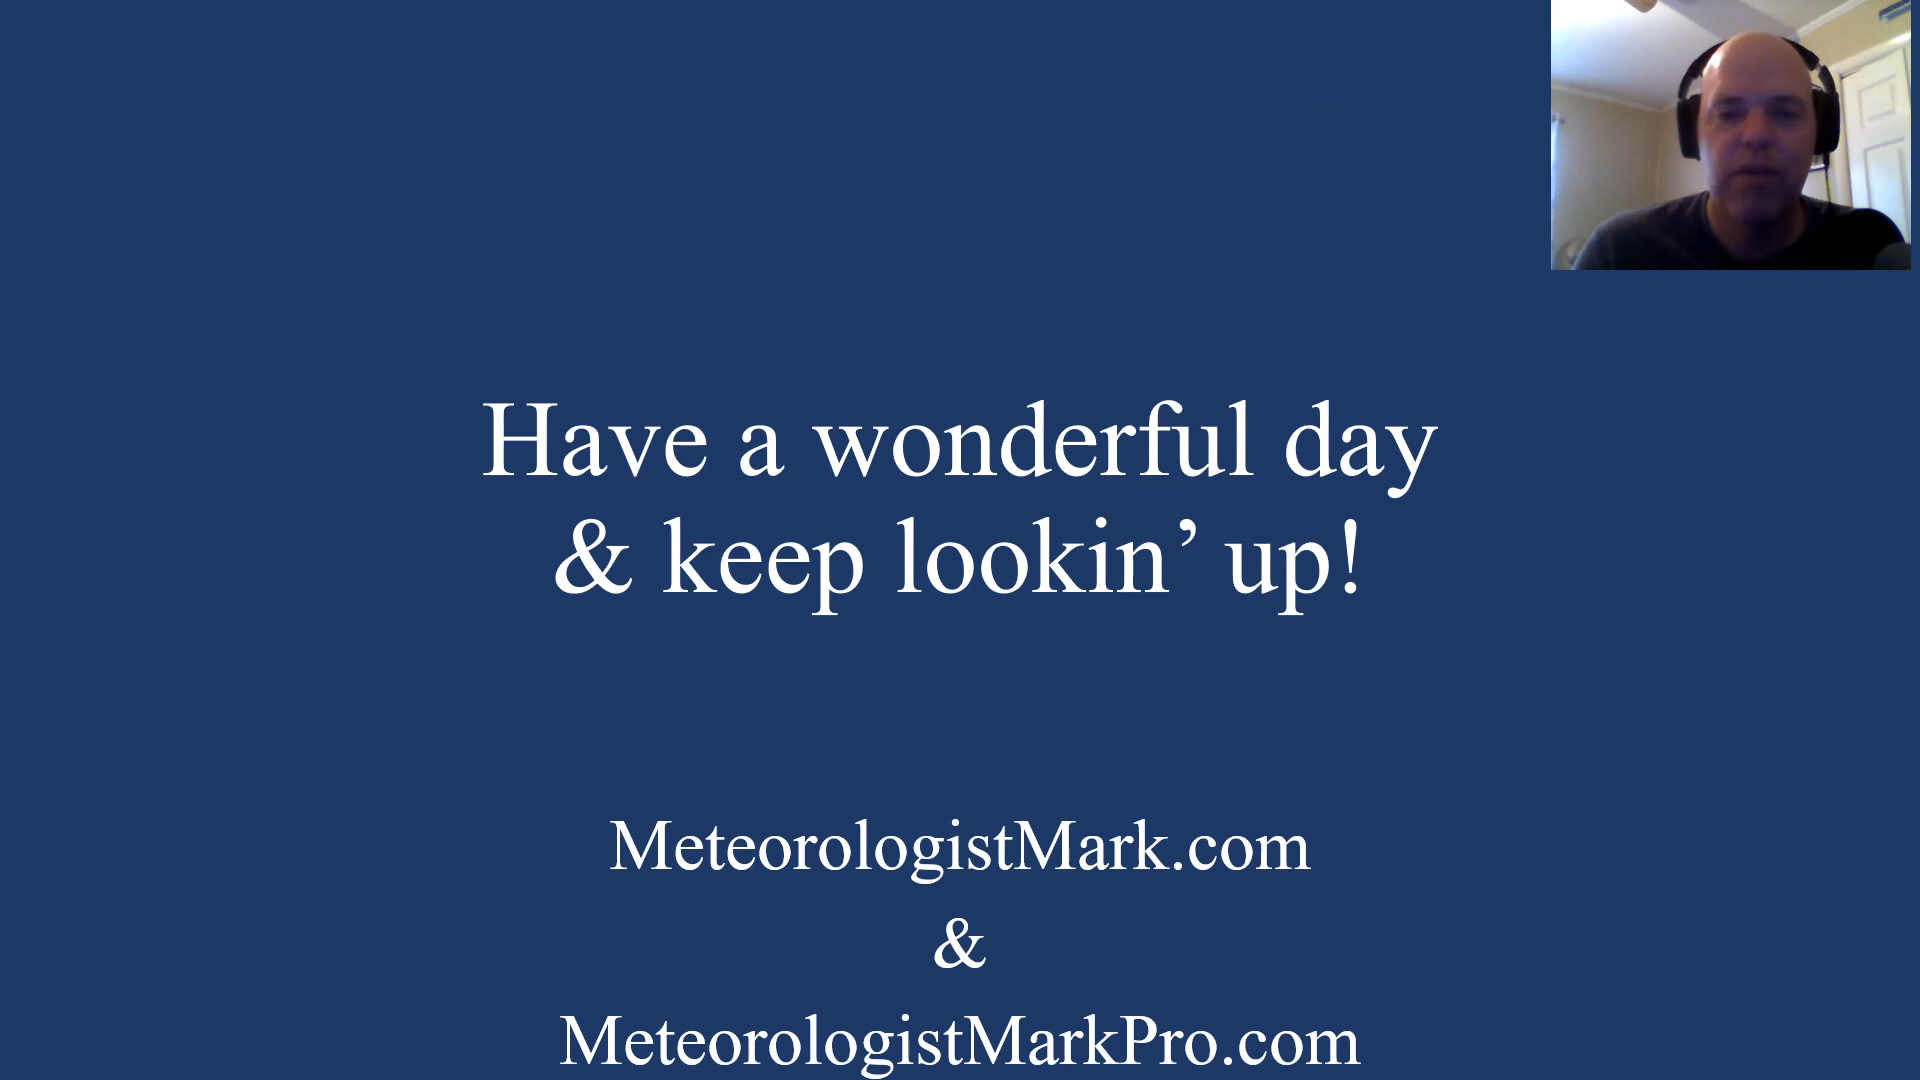 Have a wonderful day
& keep lookin’ up!
MeteorologistMark.com
&
MeteorologistMarkPro.com